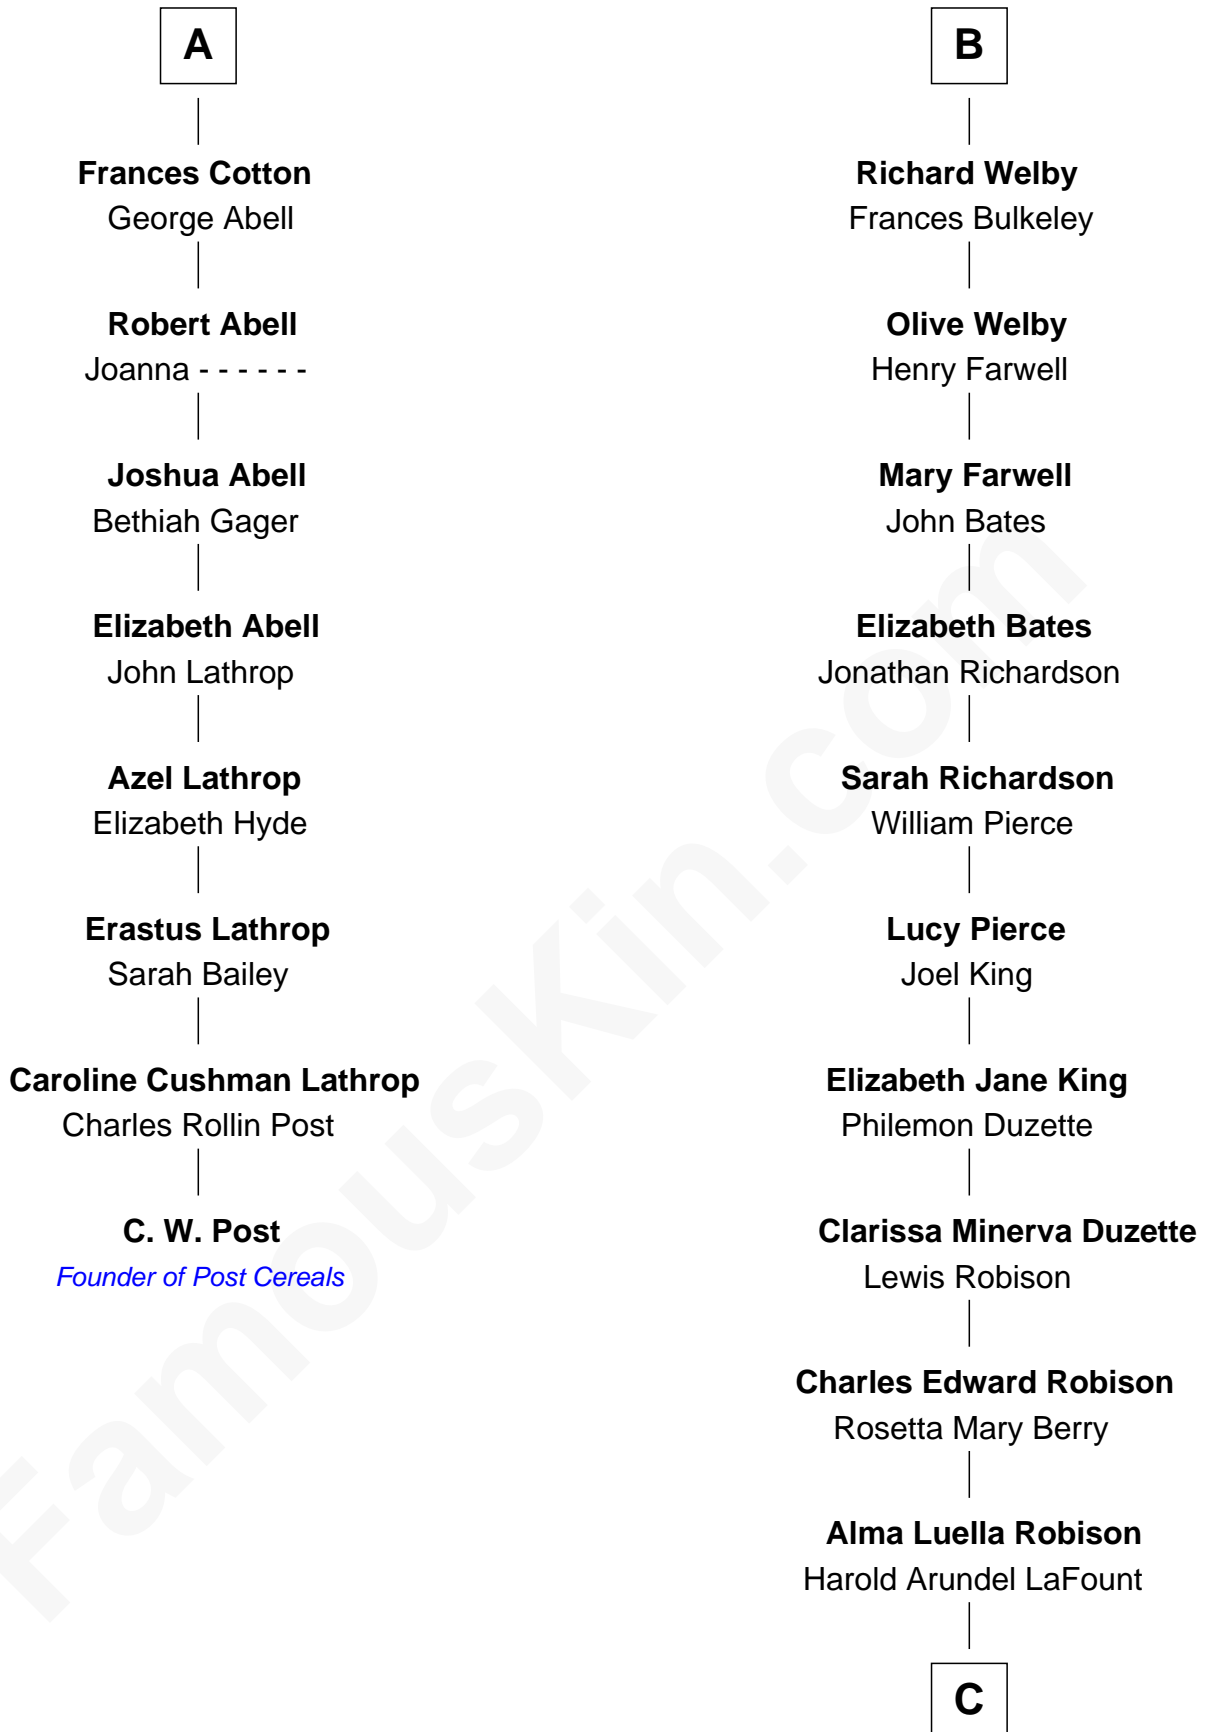 A
Frances Cotton
George Abell
Robert Abell
Joanna - - - - - -
Joshua Abell
Bethiah Gager
Elizabeth Abell
John Lathrop
Azel Lathrop
Elizabeth Hyde
Erastus Lathrop
Sarah Bailey
Caroline Cushman Lathrop
Charles Rollin Post
C. W. Post
Founder of Post Cereals
B
Richard Welby
Frances Bulkeley
Olive Welby
Henry Farwell
Mary Farwell
John Bates
Elizabeth Bates
Jonathan Richardson
Sarah Richardson
William Pierce
Lucy Pierce
Joel King
Elizabeth Jane King
Philemon Duzette
Clarissa Minerva Duzette
Lewis Robison
Charles Edward Robison
Rosetta Mary Berry
Alma Luella Robison
Harold Arundel LaFount
C
FamousKin.com